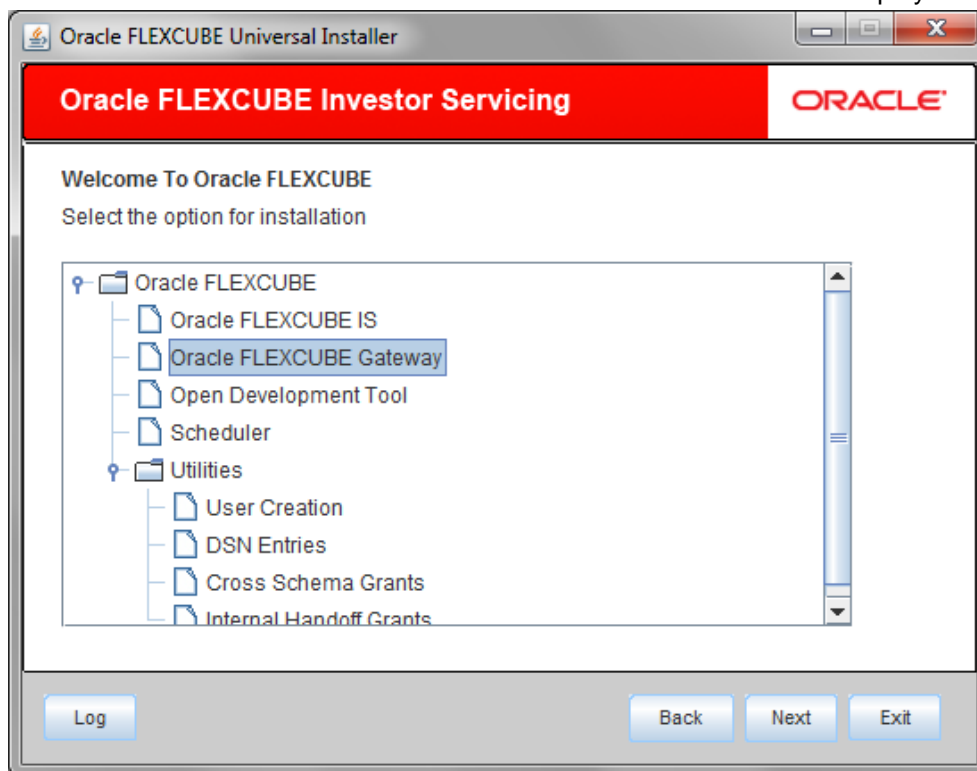 play
Oracle FLEXCUBE Universal Installer
Oracle FLEXCUBE Investor Servicing
ORACLE
Welcome To Oracle FLEXCUBE
Select the option for installation
Oracle FLEXCUBE
Oracle FLEXCUBE IS
Oracle FLEXCUBE Gateway
Open Development Tool
Scheduler
Utilities
User Creation
DSN Entries
Cross Schema Grants
Internal Handoff Grants
Log Back Next Exit